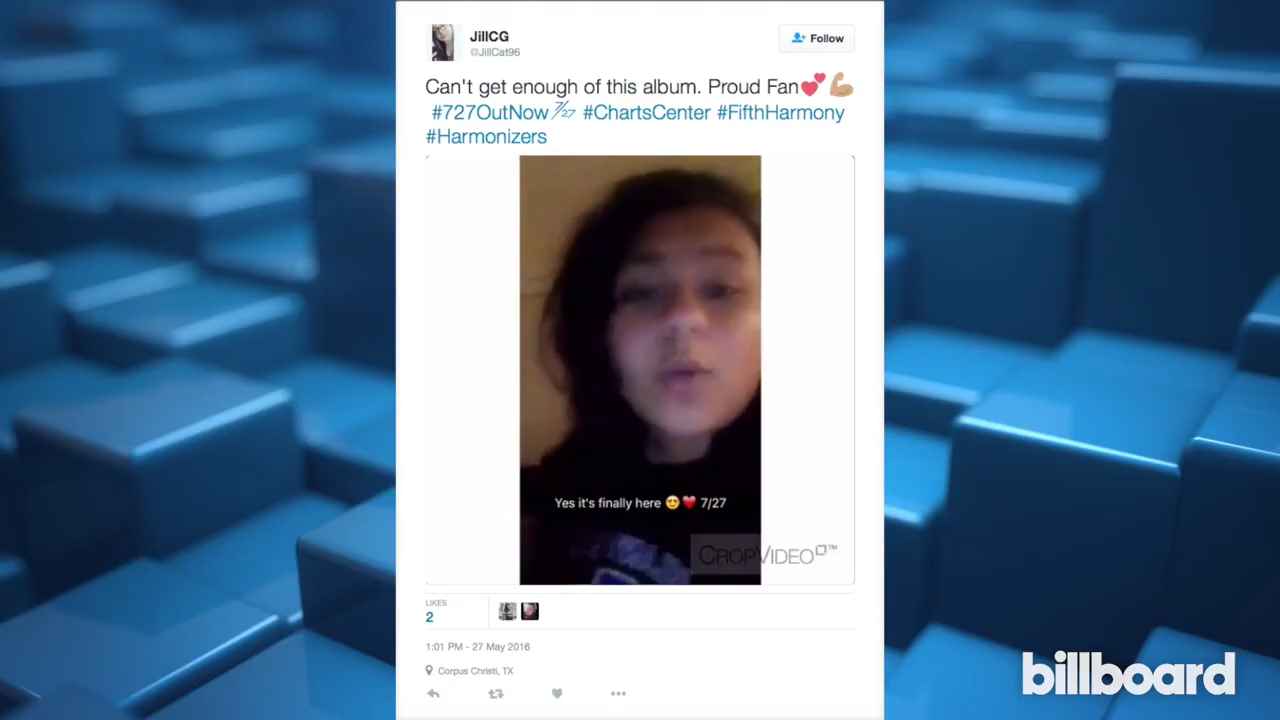 JillCG
@JillCat96
Follow
Can't get enough of this album. Proud Fan💕💪🏼
#727OutNow 7/27 #ChartsCenter #FifthHarmony
#Harmonizers
Yes it's finally here 😍❤️ 7/27
CROPVIDEO™
LIKES
2
1:01 PM - 27 May 2016
Corpus Christi, TX
billboard